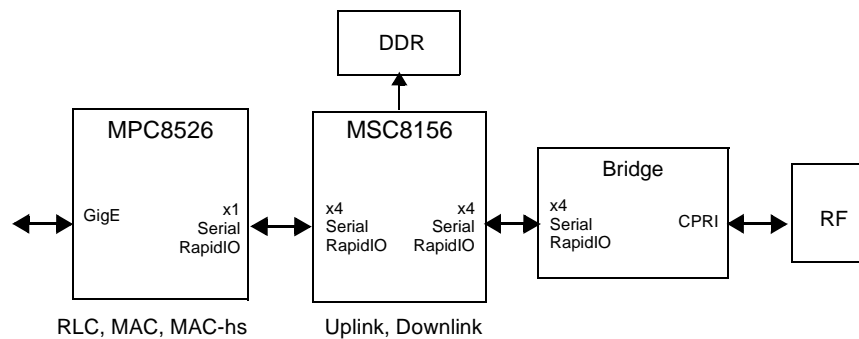 DDR
MPC8526
MSC8156
Bridge
GigE
x1
Serial
RapidIO
x4
Serial
RapidIO
x4
Serial
RapidIO
x4
Serial
RapidIO
CPRI
RF
RLC, MAC, MAC-hs
Uplink, Downlink